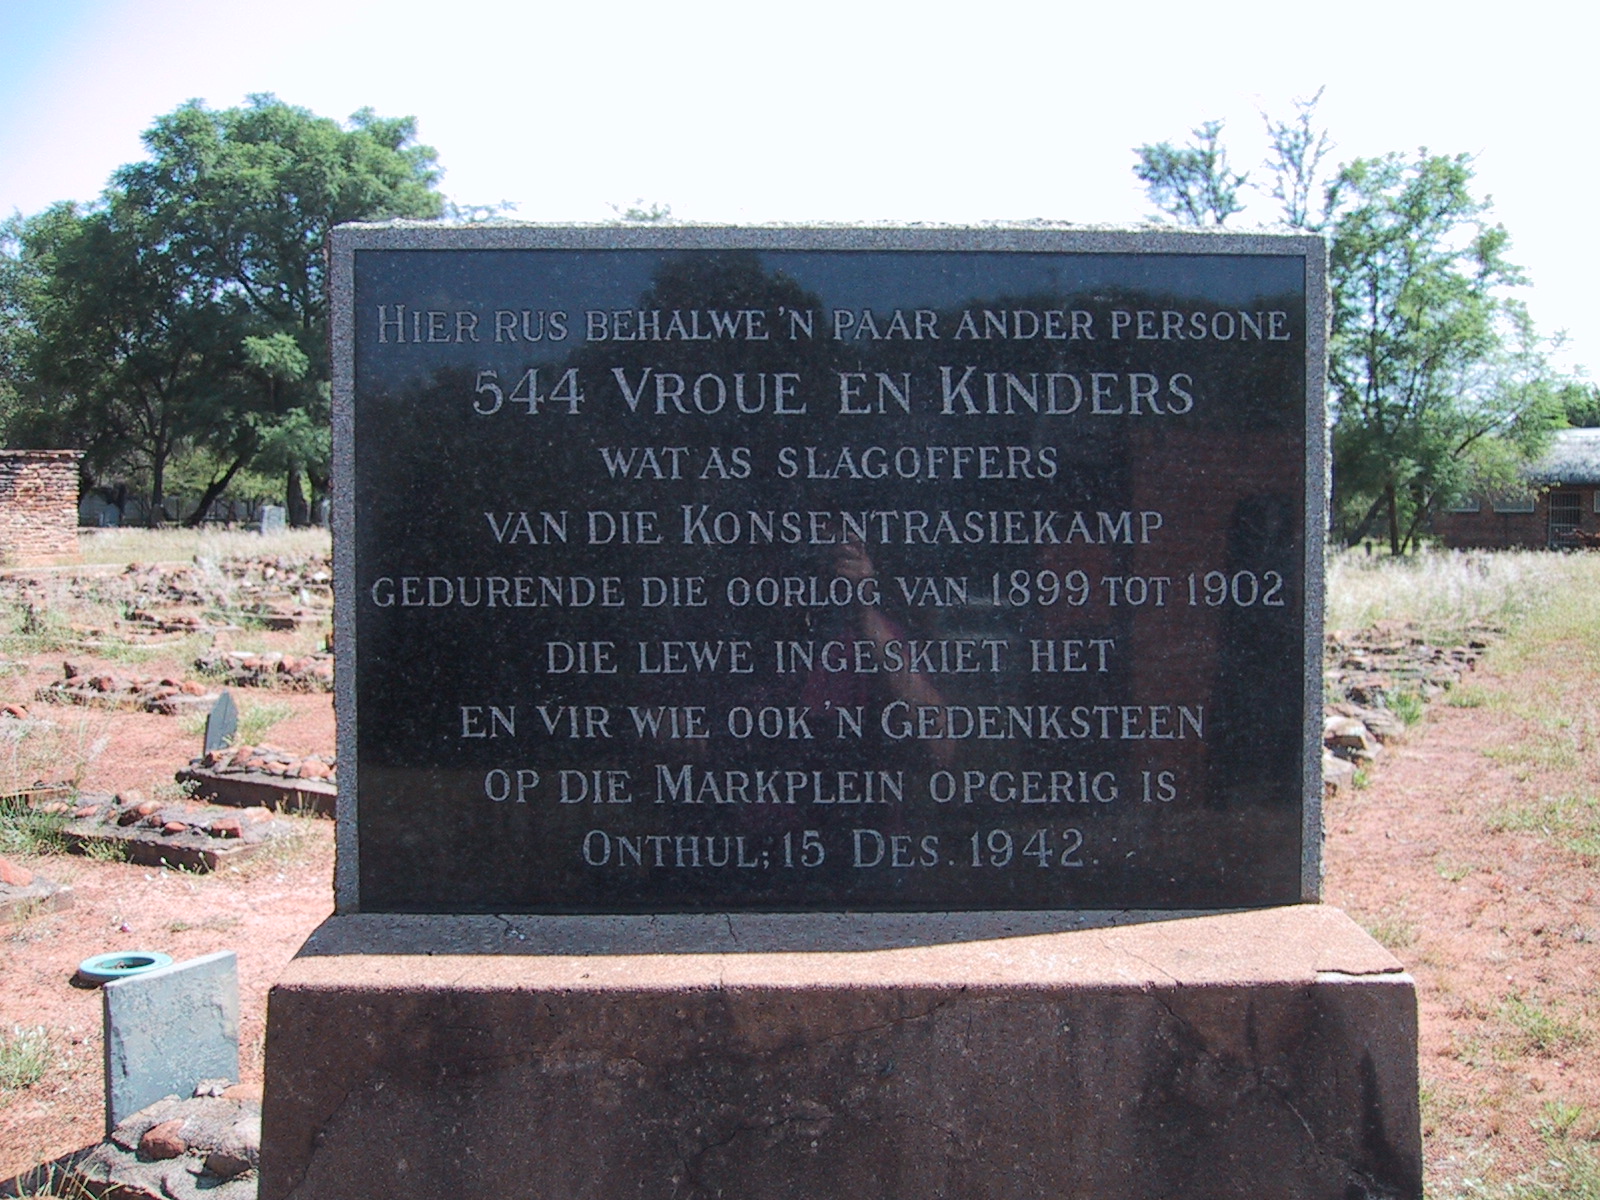 Hier rus behalwe 'n paar ander persone
544 Vroue en Kinders
wat as slagoffers
van die Konsentrasiekamp
gedurende die oorlog van 1899 tot 1902
die lewe ingeskiet het
en vir wie ook 'n Gedenksteen
op die Markplein opgerig is
Onthul; 15 Des. 1942.